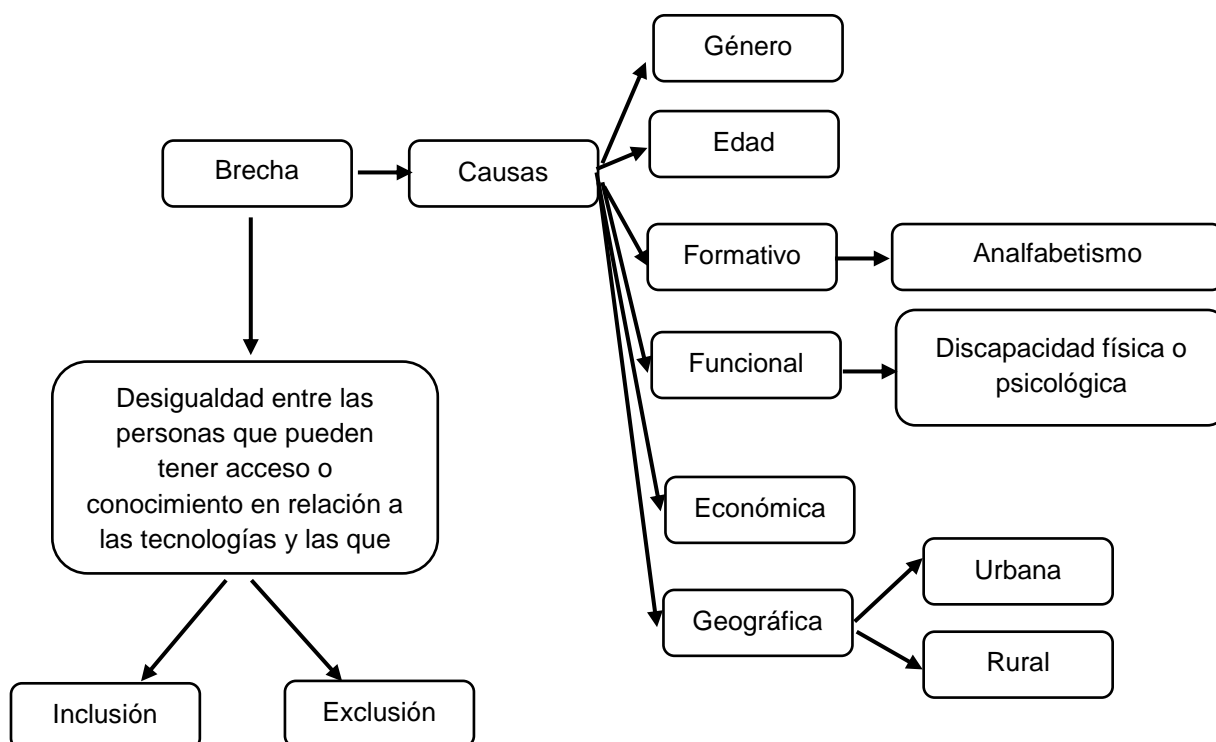 Género
Edad
Brecha
Causas
Formativo
Analfabetismo
Funcional
Discapacidad física o
psicológica
Desigualdad entre las
personas que pueden
tener acceso o
conocimiento en relación a
las tecnologías y las que
Económica
Geográfica
Urbana
Rural
Inclusión
Exclusión